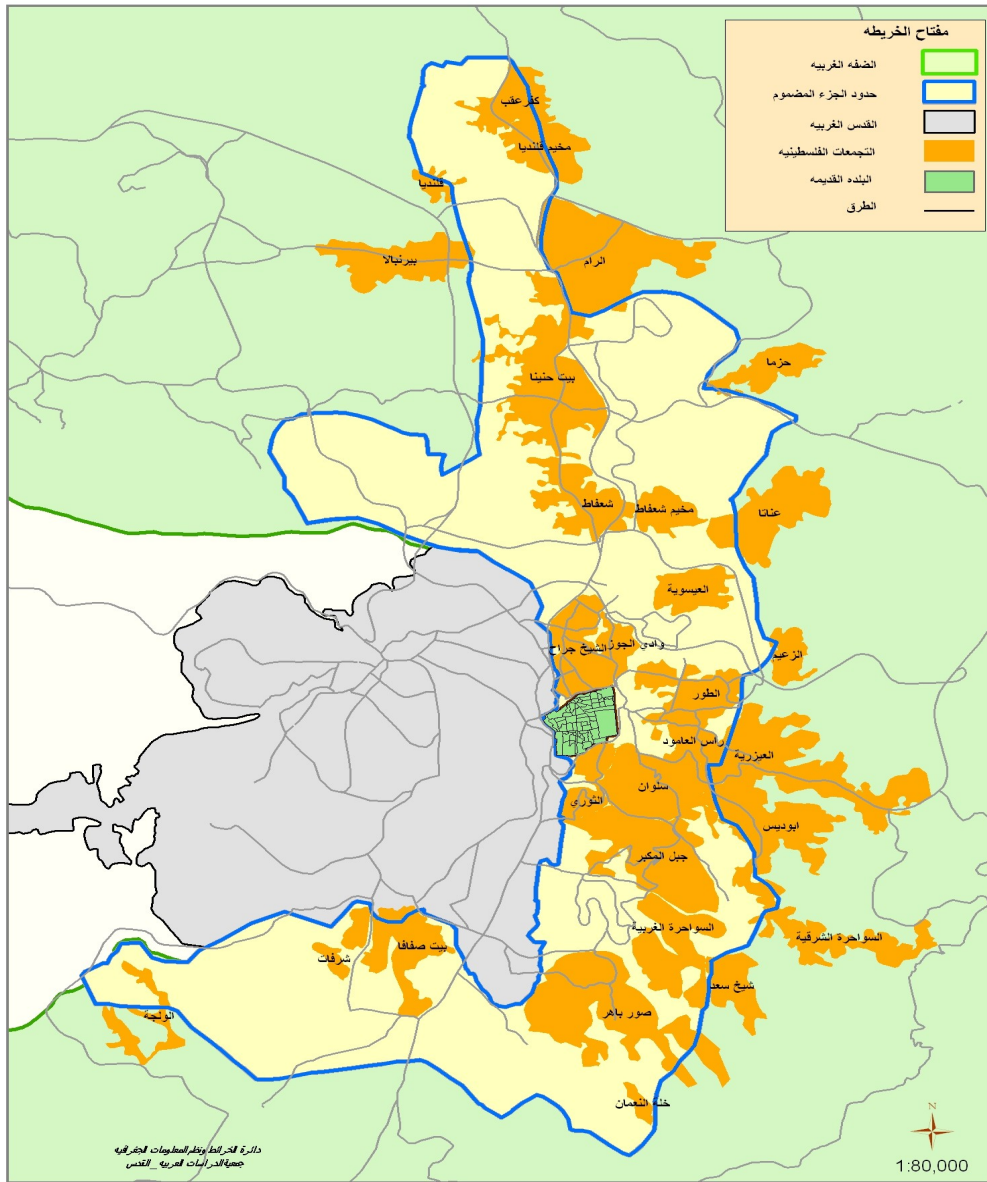 مفتاح الخريطه
الضفه الغربيه
حدود الجزء المضموم
القدس الغربيه
التجمعات الفلسطينيه
البلده القديمه
الطرق
كفر عقب
مخيم قلنديا
قلنديا
بيرنبالا
الرام
حزما
بيت حنينا
شعفاط
مخيم شعفاط
عناتا
العيسوية
وادي الجوز
الشيخ جراح
الزعيم
الطور
راس العامود
العيزرية
سلوان
الثوري
ابوديس
جبل المكبر
السواحرة الغربية
السواحرة الشرقية
بيت صفافا
شرفات
شيخ سعد
صور باهر
الولجة
خلة النعمان
دائرة الخرائط ونظم المعلومات الجغرافيه
جمعية الدراسات العربيه _ القدس
N
1:80,000